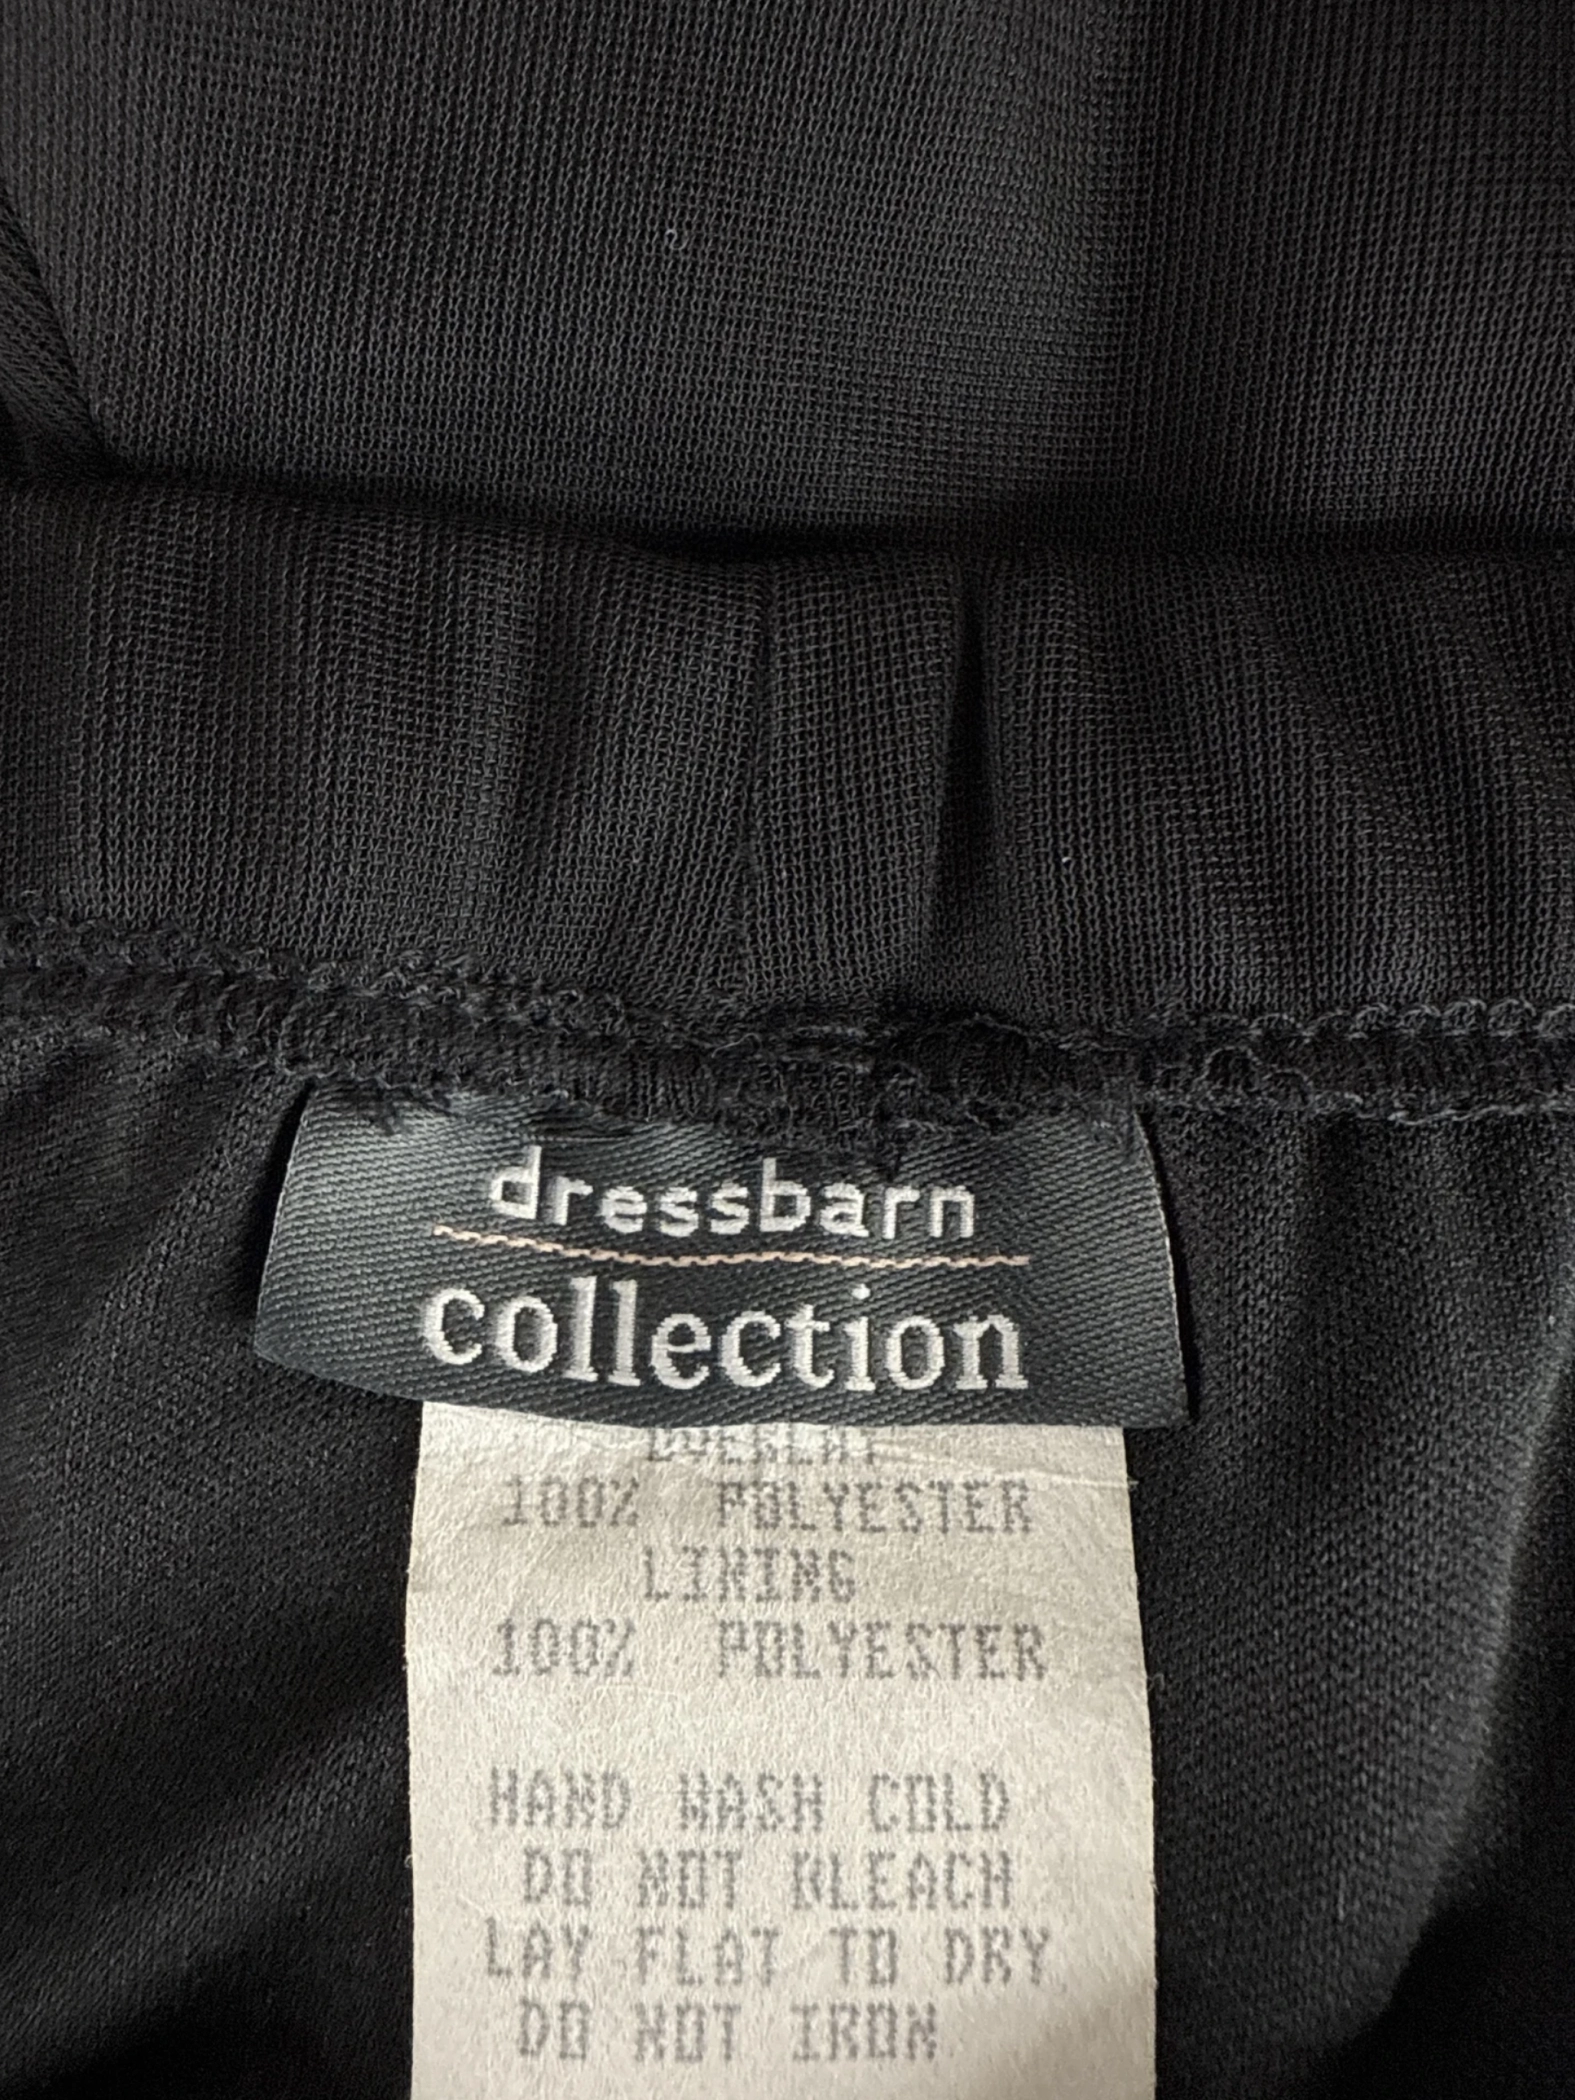 dressbarn
collection
OVERLAY
100% POLYESTER
LINING
100% POLYESTER
HAND WASH COLD
DO NOT BLEACH
LAY FLAT TO DRY
DO NOT IRON